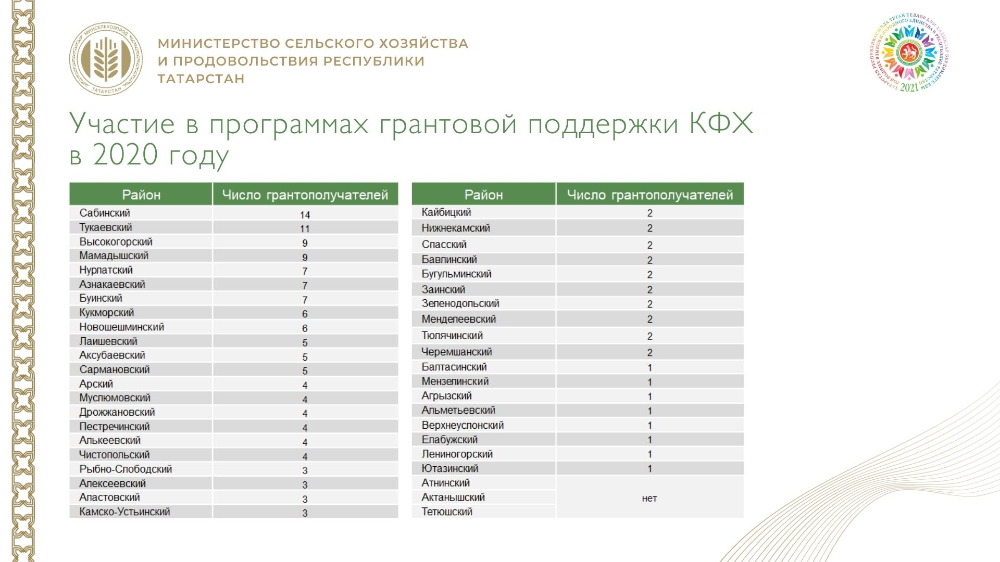 МИНСЕЛЬХОЗПРОД
ТАТАРСТАН
МИНИСТЕРСТВО СЕЛЬСКОГО ХОЗЯЙСТВА
И ПРОДОВОЛЬСТВИЯ РЕСПУБЛИКИ
ТАТАРСТАН
ТАТАРСТАН РЕСПУБЛИКАСЫНДА ТУГАН ТЕЛЛӘР ҺӘМ ХАЛЫКЛАР БЕРДӘМЛЕГЕ ЕЛЫ
ГОД РОДНЫХ ЯЗЫКОВ И НАРОДНОГО ЕДИНСТВА В РЕСПУБЛИКЕ ТАТАРСТАН
2021
Участие в программах грантовой поддержки КФХ
в 2020 году
Район Число грантополучателей
Сабинский 14
Тукаевский 11
Высокогорский 9
Мамадышский 9
Нурлатский 7
Азнакаевский 7
Буинский 7
Кукморский 6
Новошешминский 6
Лаишевский 5
Аксубаевский 5
Сармановский 5
Арский 4
Муслюмовский 4
Дрожжановский 4
Пестречинский 4
Алькеевский 4
Чистопольский 4
Рыбно-Слободский 3
Алексеевский 3
Апастовский 3
Камско-Устьинский 3
Район Число грантополучателей
Кайбицкий 2
Нижнекамский 2
Спасский 2
Бавлинский 2
Бугульминский 2
Заинский 2
Зеленодольский 2
Менделеевский 2
Тюлячинский 2
Черемшанский 2
Балтасинский 1
Мензелинский 1
Агрызский 1
Альметьевский 1
Верхнеуслонский 1
Елабужский 1
Лениногорский 1
Ютазинский 1
Атнинский
Актанышский нет
Тетюшский